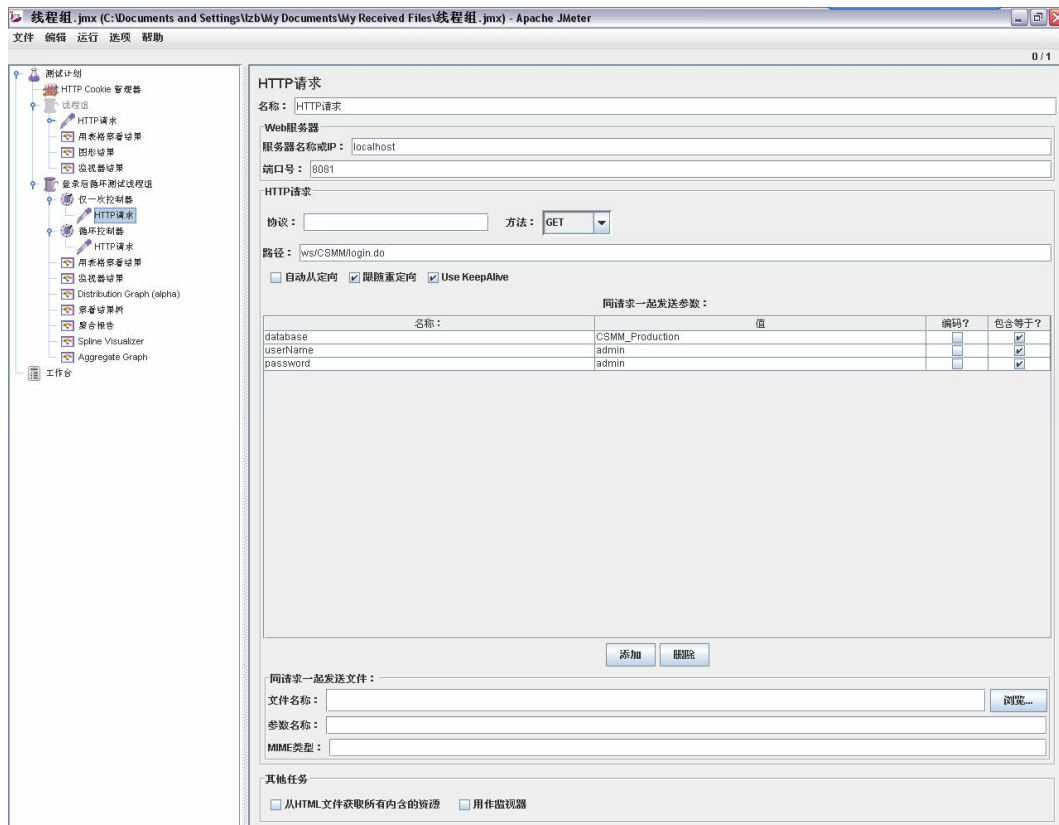 线程组.jmx (C:\Documents and Settings\lzb\My Documents\My Received Files\线程组.jmx) - Apache JMeter
文件 编辑 运行 选项 帮助
0 / 1
测试计划
HTTP Cookie 管理器
线程组
HTTP请求
用表格察看结果
图形结果
监视器结果
登录后循环测试线程组
仅一次控制器
HTTP请求
循环控制器
HTTP请求
用表格察看结果
监视器结果
Distribution Graph (alpha)
察看结果树
聚合报告
Spline Visualizer
Aggregate Graph
工作台
HTTP请求
名称: HTTP请求
Web服务器
服务器名称或IP: localhost
端口号: 8081
HTTP请求
协议: 方法: GET
路径: ws/CSMM/login.do
自动从定向 跟随重定向 Use KeepAlive
同请求一起发送参数:
名称: 值 编码? 包含等于?
database CSMM_Production
userName admin
password admin
添加 删除
同请求一起发送文件:
文件名称: 浏览...
参数名称:
MIME类型:
其他任务
从HTML文件获取所有内含的资源 用作监视器